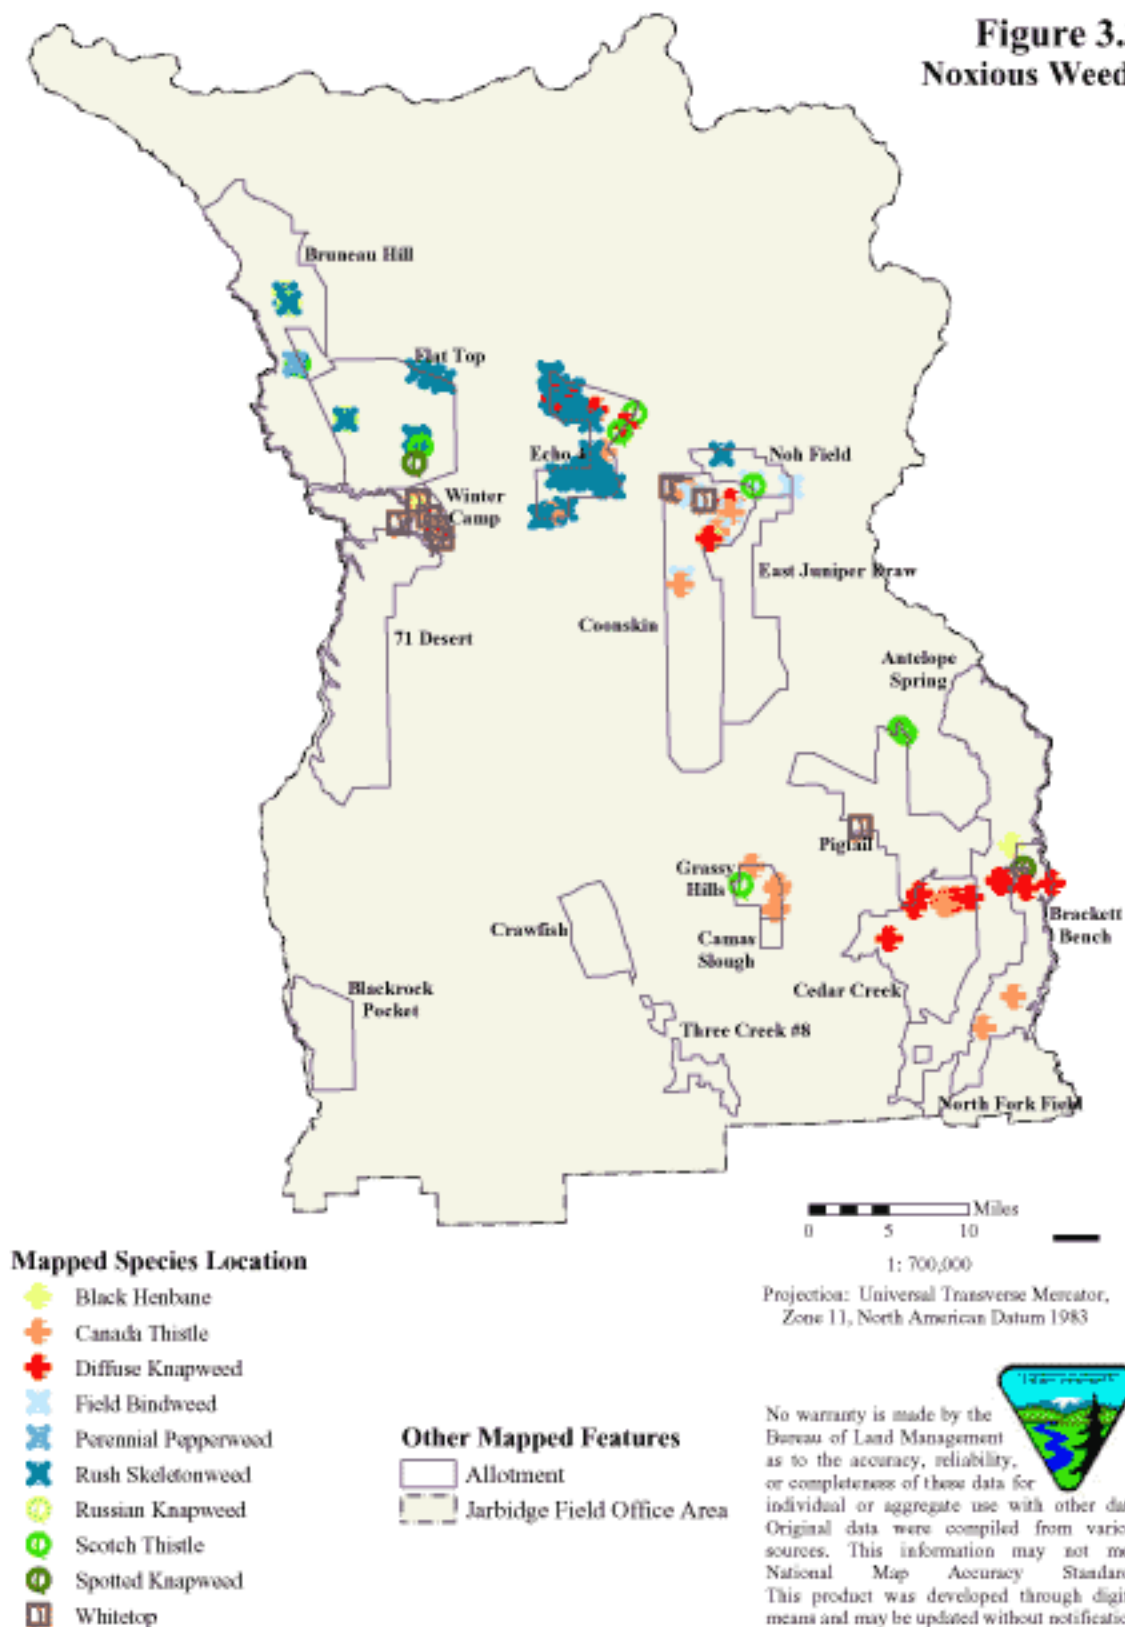 Figure 3.
Noxious Weed
Bruneau Hill
Flat Top
Echo 4
Noh Field
Winter
Camp
East Juniper Draw
Coonskin
71 Desert
Antelope
Spring
Pigtail
Grassy
Hills
Crawfish
Camas
Slough
Brackett
Bench
Blackrock
Pocket
Cedar Creek
Three Creek #8
North Fork Field
Miles
0 5 10
1: 700,000
Projection: Universal Transverse Mercator,
Zone 11, North American Datum 1983
Mapped Species Location
Black Henbane
Canada Thistle
Diffuse Knapweed
Field Bindweed
Perennial Pepperweed
Rush Skeletonweed
Russian Knapweed
Scotch Thistle
Spotted Knapweed
Whitetop
Other Mapped Features
Allotment
Jarbidge Field Office Area
No warranty is made by the
Bureau of Land Management
as to the accuracy, reliability,
or completeness of these data for
individual or aggregate use with other da
Original data were compiled from vario
sources. This information may not me
National Map Accuracy Standar
This product was developed through digit
means and may be updated without notificatio